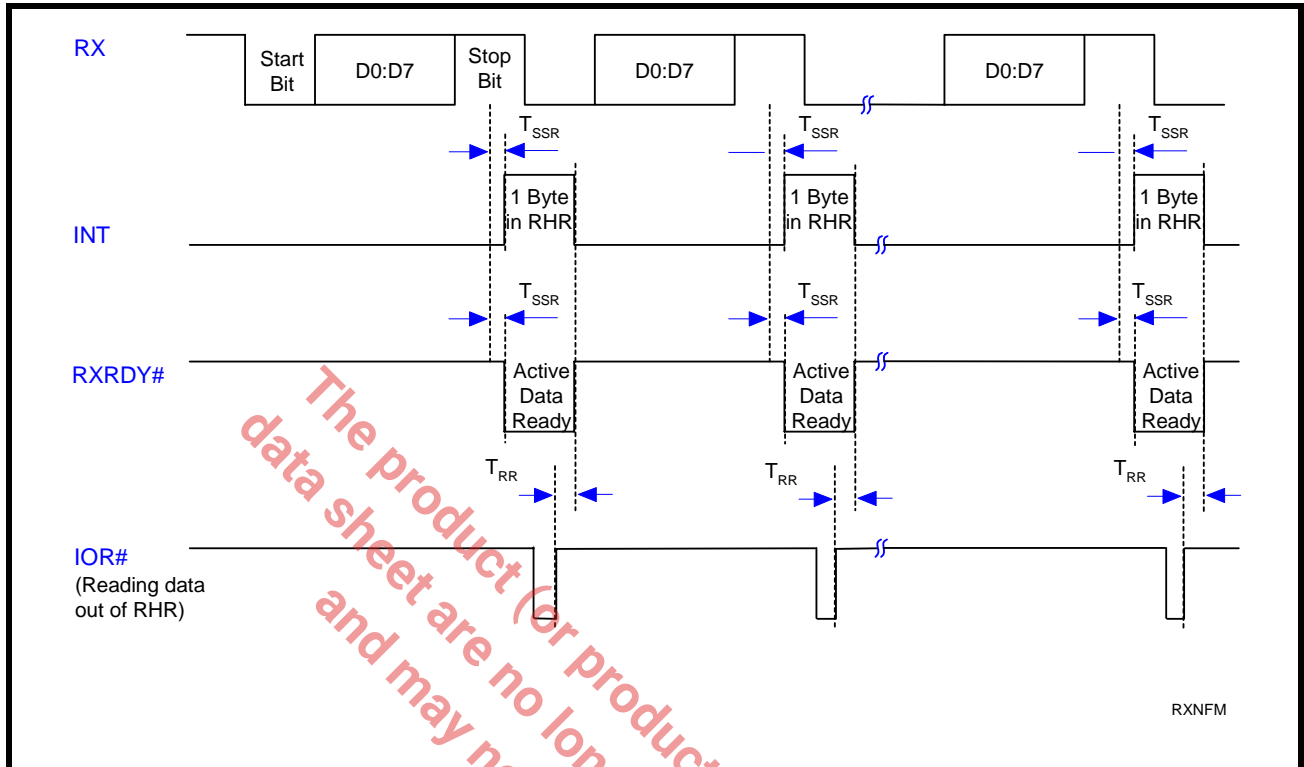 RX
Start
Bit
D0:D7
Stop
Bit
D0:D7
D0:D7
TSSR
TSSR
TSSR
INT
1 Byte
in RHR
1 Byte
in RHR
1 Byte
in RHR
TSSR
TSSR
TSSR
RXRDY#
Active
Data
Ready
Active
Data
Ready
Active
Data
Ready
TRR
TRR
TRR
IOR#
(Reading data
out of RHR)
RXNFM
The product (or product
data sheet are no lon
and may n